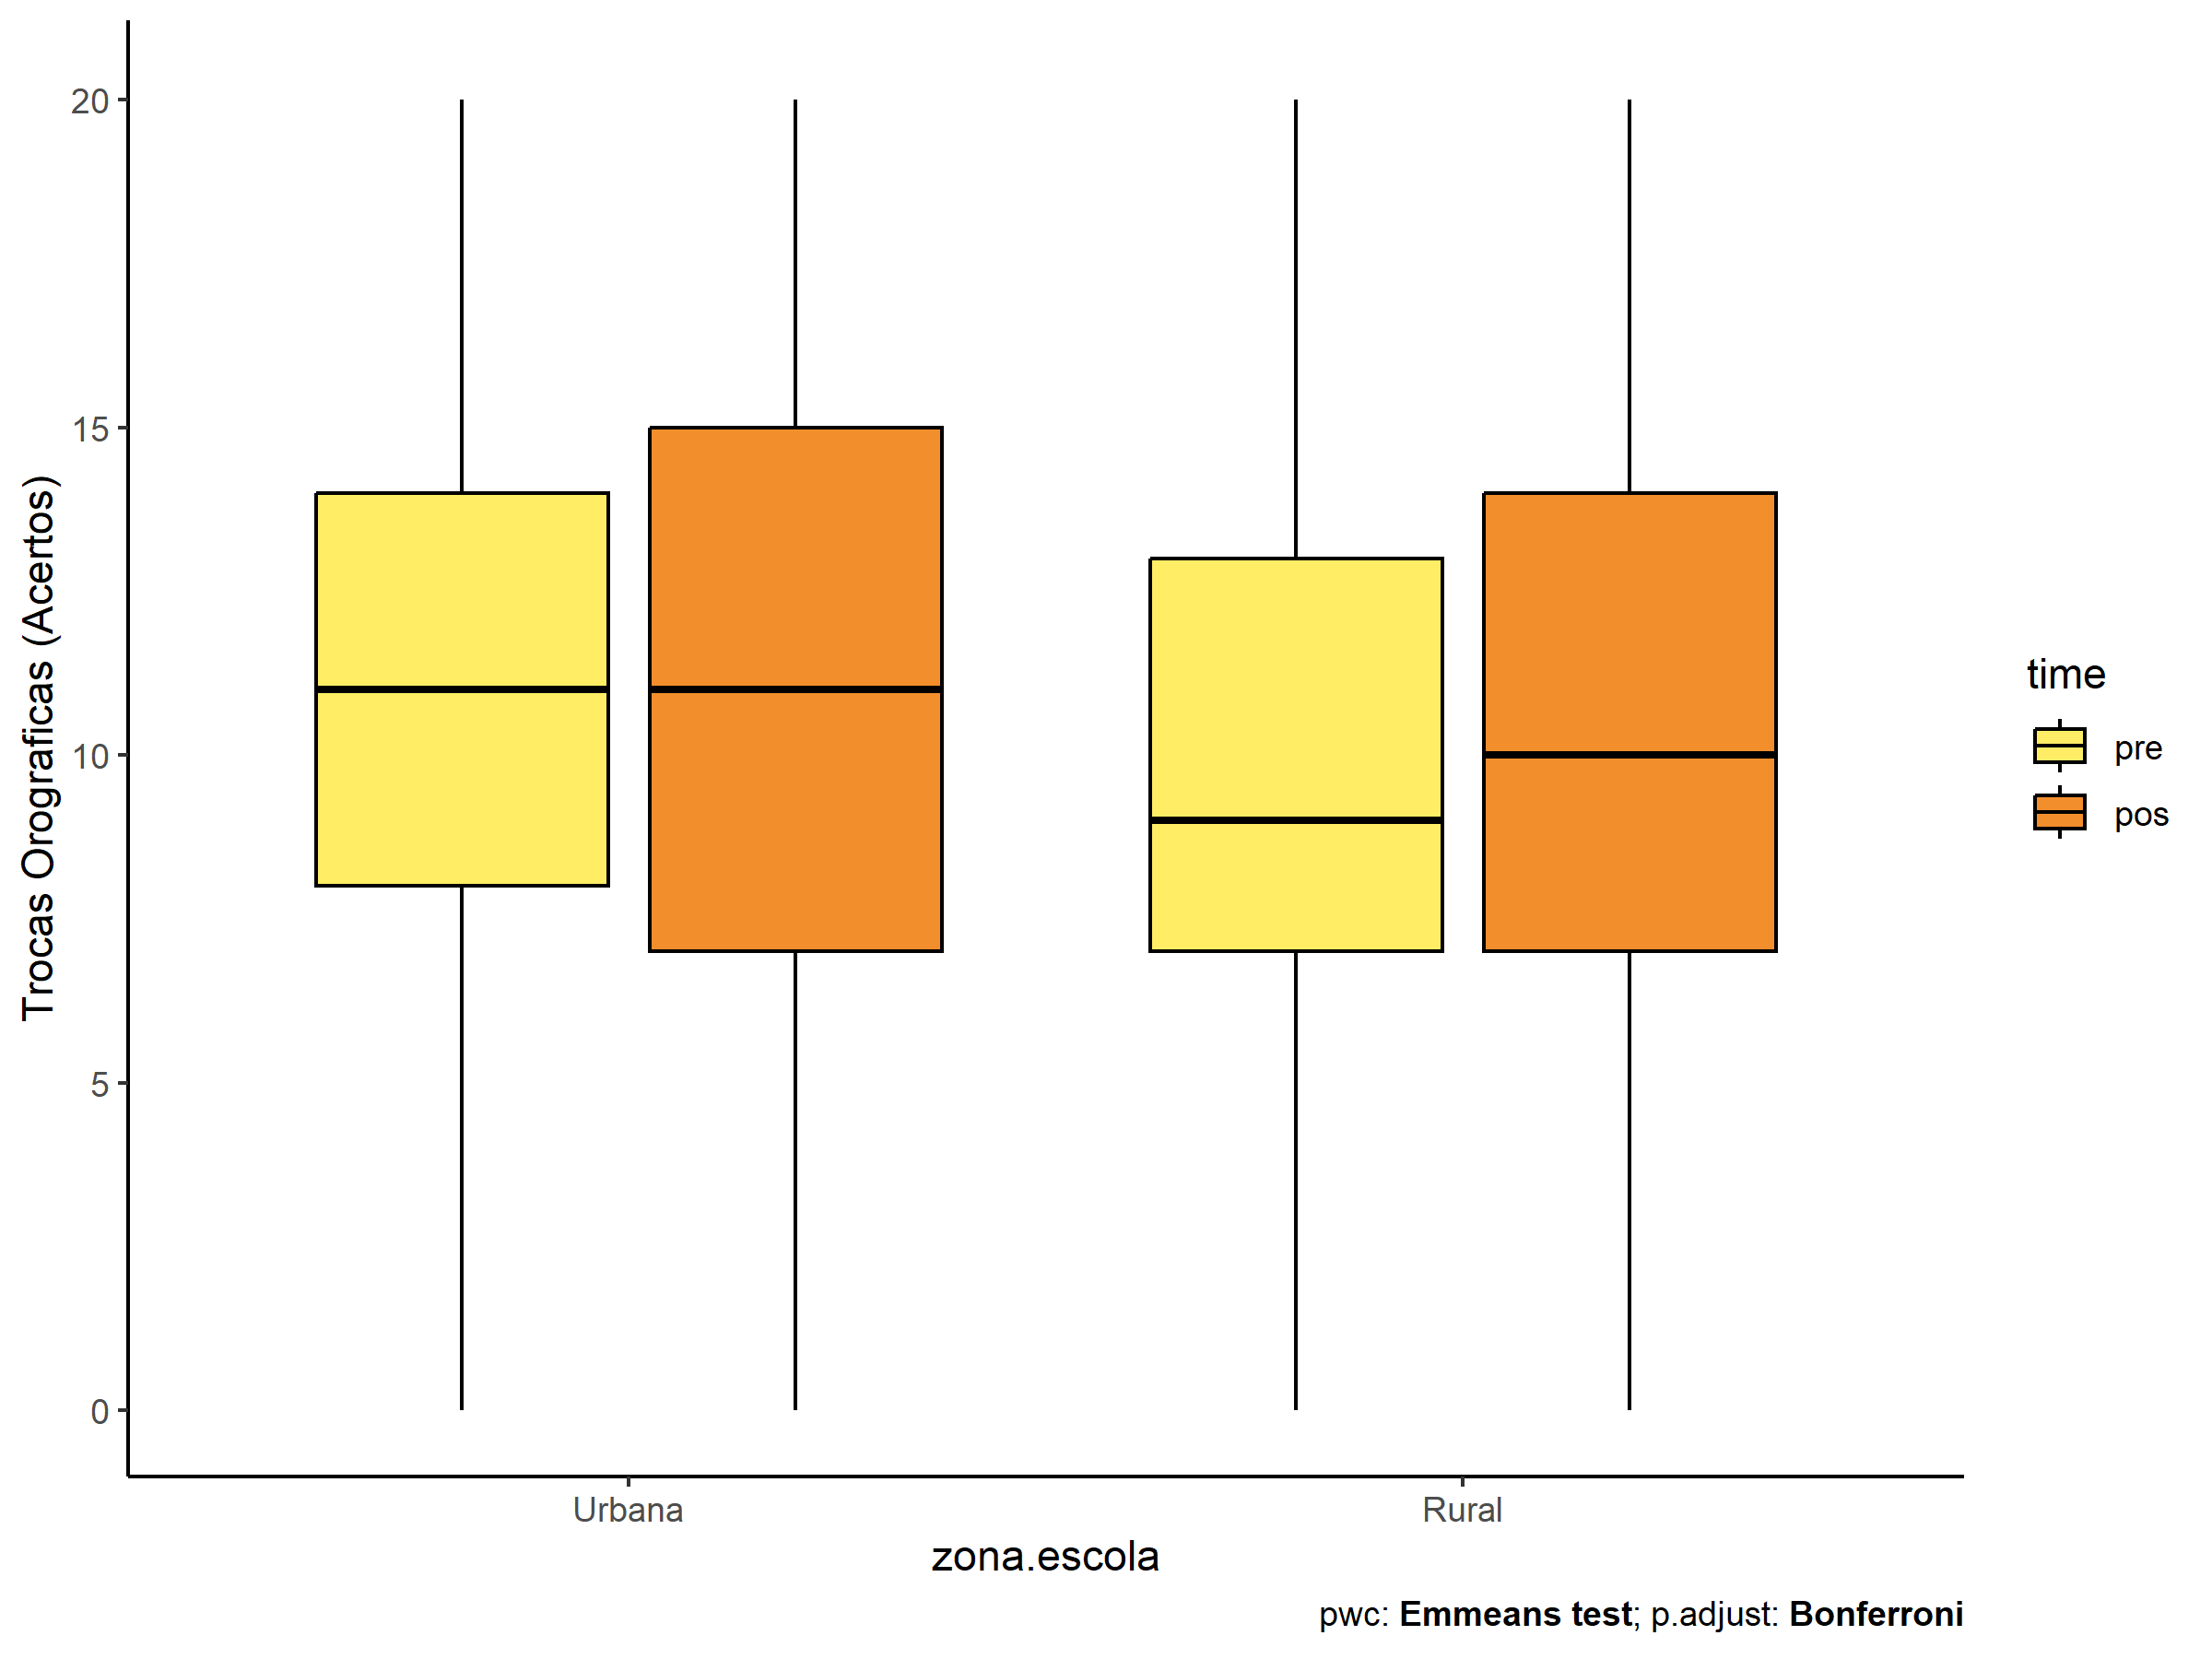 Trocas Orograficas (Acertos)
20
15
10
5
0
Urbana
Rural
zona.escola
time
pre
pos
pwc: Emmeans test; p.adjust: Bonferroni